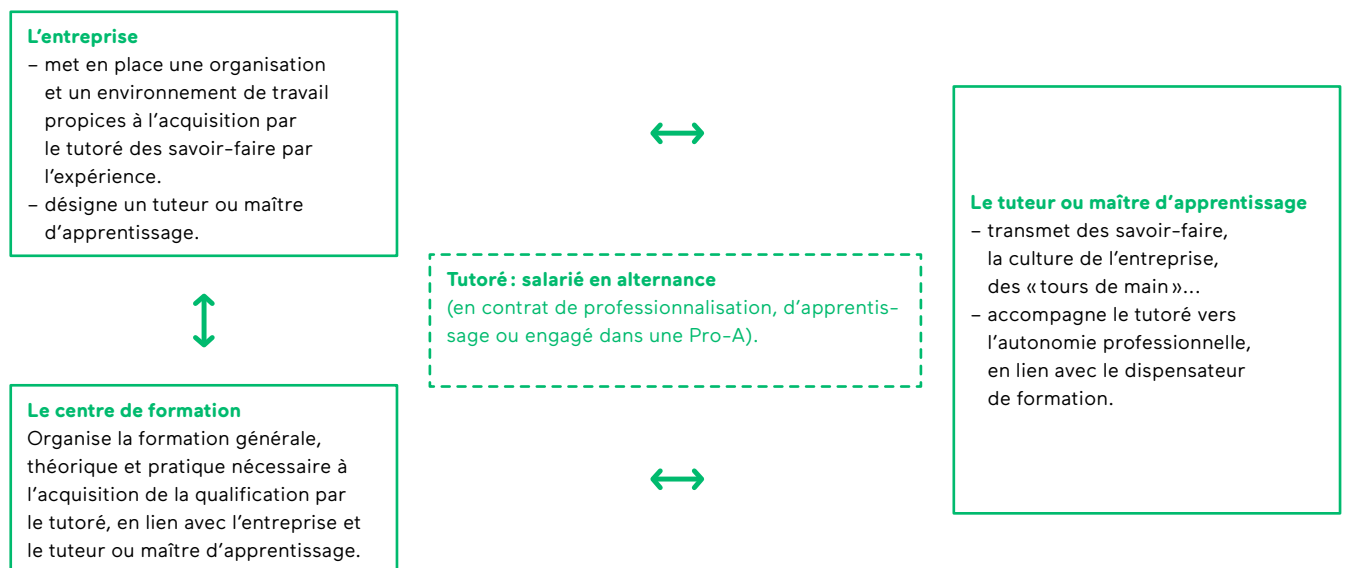 L'entreprise
– met en place une organisation
et un environnement de travail
propices à l'acquisition par
le tutoré des savoir-faire par
l'expérience.
– désigne un tuteur ou maître
d'apprentissage.
Tutoré : salarié en alternance
(en contrat de professionnalisation, d'apprentis-
sage ou engagé dans une Pro-A).
Le centre de formation
Organise la formation générale,
théorique et pratique nécessaire à
l'acquisition de la qualification par
le tutoré, en lien avec l'entreprise et
le tuteur ou maître d'apprentissage.
Le tuteur ou maître d'apprentissage
– transmet des savoir-faire,
la culture de l'entreprise,
des « tours de main »...
– accompagne le tutoré vers
l'autonomie professionnelle,
en lien avec le dispensateur
de formation.